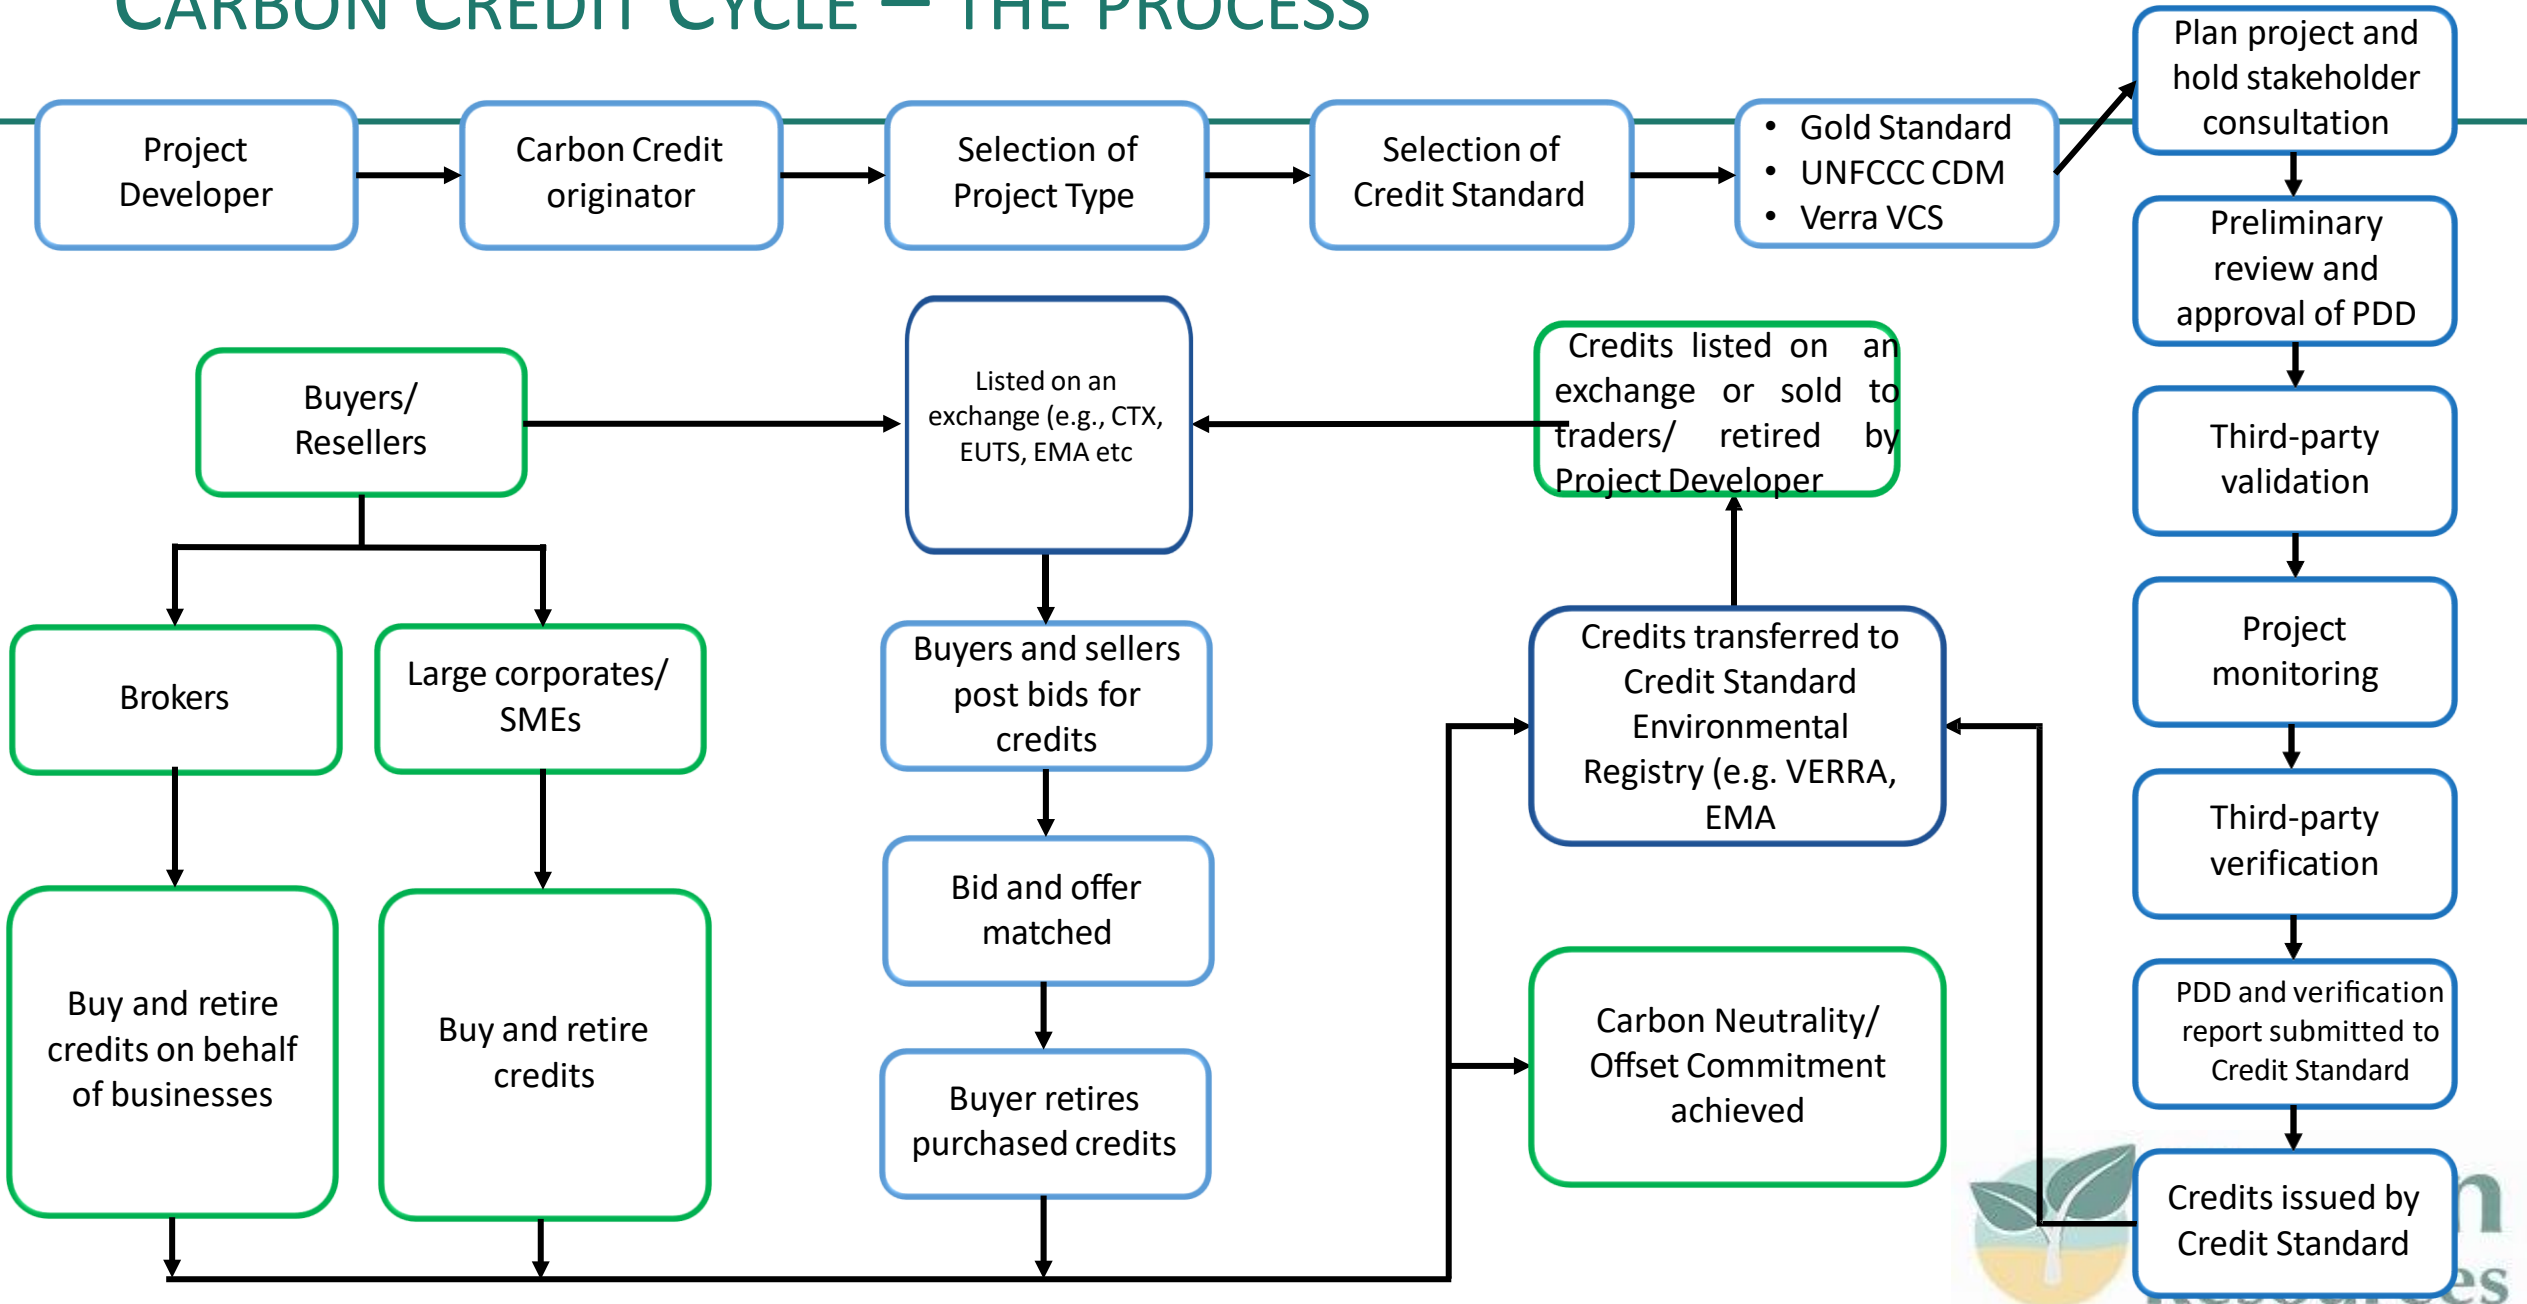 CARBON CREDIT CYCLE – THE PROCESS
Project
Developer
Carbon Credit
originator
Selection of
Project Type
Selection of
Credit Standard
• Gold Standard
• UNFCCC CDM
• Verra VCS
Plan project and
hold stakeholder
consultation
Preliminary
review and
approval of PDD
Third-party
validation
Project
monitoring
Third-party
verification
PDD and verification
report submitted to
Credit Standard
Credits issued by
Credit Standard
Credits transferred to
Credit Standard
Environmental
Registry (e.g. VERRA,
EMA
Credits listed on an
exchange or sold to
traders/ retired by
Project Developer
Listed on an
exchange (e.g., CTX,
EUTS, EMA etc
Buyers/
Resellers
Brokers
Large corporates/
SMEs
Buy and retire
credits on behalf
of businesses
Buy and retire
credits
Buyers and sellers
post bids for
credits
Bid and offer
matched
Buyer retires
purchased credits
Carbon Neutrality/
Offset Commitment
achieved